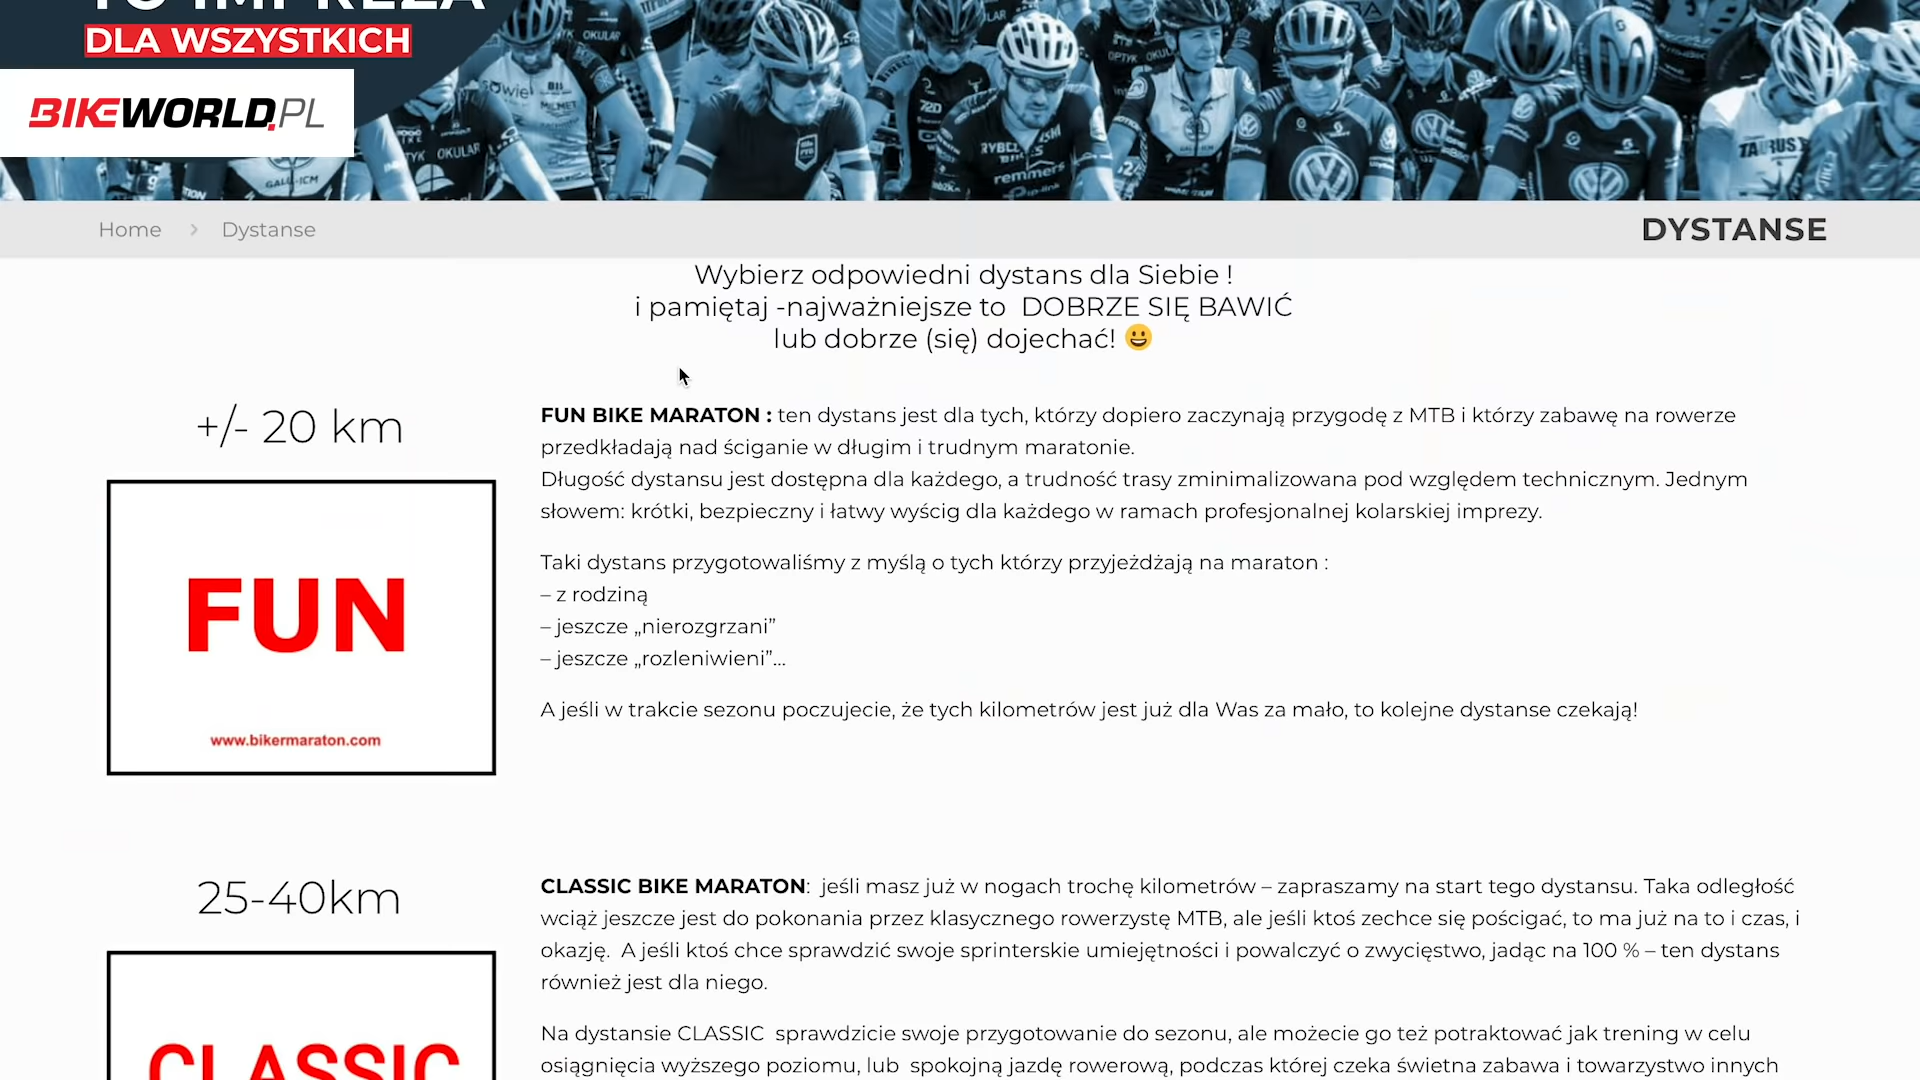 DLA WSZYSTKICH
BIKEWORLD.PL
OKULAR
remmers
TAURUS
Home > Dystanse
DYSTANSE
Wybierz odpowiedni dystans dla Siebie !
i pamiętaj -najważniejsze to DOBRZE SIĘ BAWIĆ
lub dobrze (się) dojechać! 😀
+/- 20 km
FUN
www.bikermaraton.com
FUN BIKE MARATON : ten dystans jest dla tych, którzy dopiero zaczynają przygodę z MTB i którzy zabawę na rowerze
przedkładają nad ściganie w długim i trudnym maratonie.
Długość dystansu jest dostępna dla każdego, a trudność trasy zminimalizowana pod względem technicznym. Jednym
słowem: krótki, bezpieczny i łatwy wyścig dla każdego w ramach profesjonalnej kolarskiej imprezy.
Taki dystans przygotowaliśmy z myślą o tych którzy przyjeżdżają na maraton :
– z rodziną
– jeszcze „nierozgrzani”
– jeszcze „rozleniwieni”...
A jeśli w trakcie sezonu poczujecie, że tych kilometrów jest już dla Was za mało, to kolejne dystanse czekają!
25-40km
CLASSIC
CLASSIC BIKE MARATON: jeśli masz już w nogach trochę kilometrów – zapraszamy na start tego dystansu. Taka odległość
wciąż jeszcze jest do pokonania przez klasycznego rowerzystę MTB, ale jeśli ktoś zechce się pościgać, to ma już na to i czas, i
okazję. A jeśli ktoś chce sprawdzić swoje sprinterskie umiejętności i powalczyć o zwycięstwo, jadąc na 100 % – ten dystans
również jest dla niego.
Na dystansie CLASSIC sprawdzicie swoje przygotowanie do sezonu, ale możecie go też potraktować jak trening w celu
osiągnięcia wyższego poziomu, lub spokojną jazdę rowerową, podczas której czeka świetna zabawa i towarzystwo innych